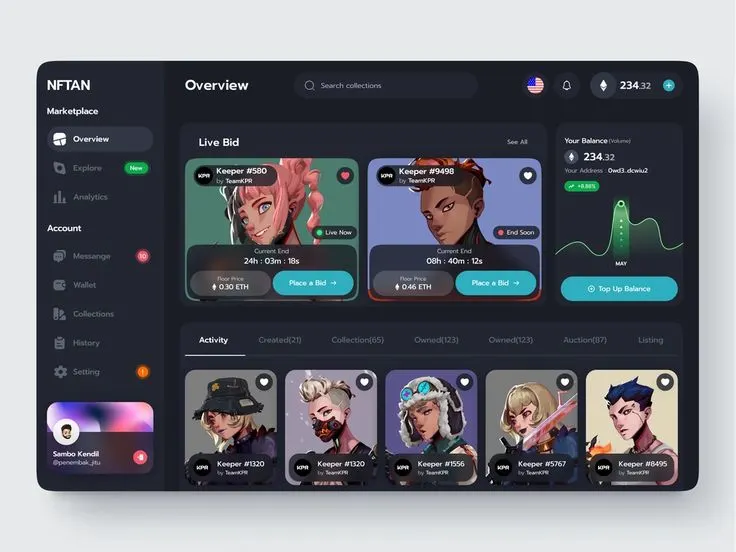 NFTAN
Marketplace
Overview
Explore
New
Analytics
Account
Messange
10
Wallet
Collections
History
Setting
!
Sambo Kendil
@penembak_jitu
Overview
Search collections
234.32
Live Bid
See All
KPR
Keeper #580
by TeamKPR
Live Now
Current End
24h : 03m : 18s
Floor Price
0.30 ETH
Place a Bid →
KPR
Keeper #9498
by TeamKPR
End Soon
Current End
08h : 40m : 12s
Floor Price
0.46 ETH
Place a Bid →
Your Balance (Volume)
234.32
Your Address : 0wd3..dcwiu2
+8.88%
MAY
Top Up Balance
Activity
Created(21)
Collection(65)
Owned(123)
Owned(123)
Auction(87)
Listing
KPR
Keeper #1320
by TeamKPR
KPR
Keeper #1320
by TeamKPR
KPR
Keeper #1556
by TeamKPR
KPR
Keeper #5767
by TeamKPR
KPR
Keeper #8495
by TeamKPR